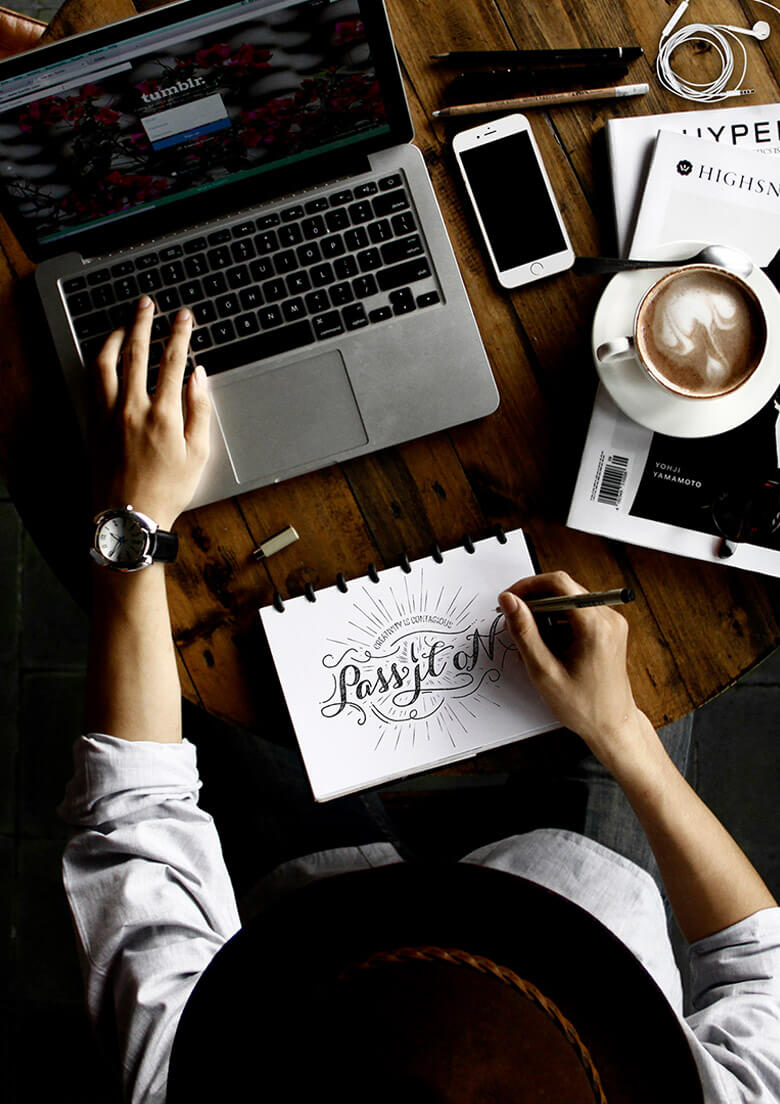 tumblr.
HYPE
HIGHSN
YOHJI
YAMAMOTO
CREATIVITY IS CONTAGIOUS
Pass it oN